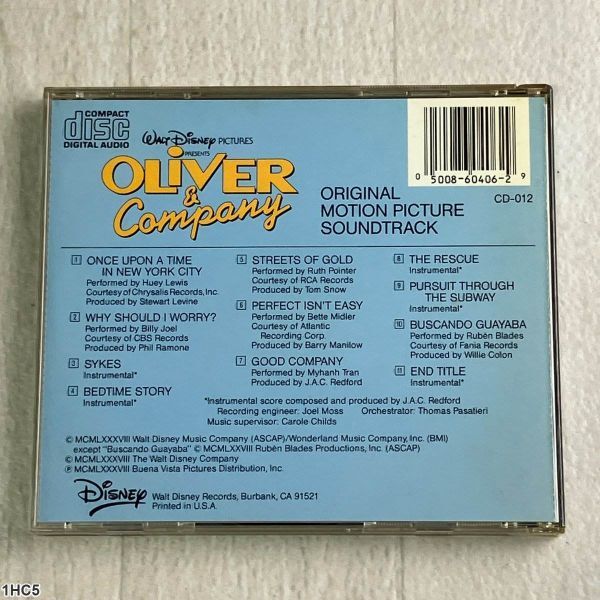 COMPACT
disc
DIGITAL AUDIO
WALT DISNEY PICTURES
PRESENTS
OLIVER
&
Company
ORIGINAL
MOTION PICTURE
SOUNDTRACK
0 5008-60406-2 9
CD-012
1 ONCE UPON A TIME
IN NEW YORK CITY
Performed by Huey Lewis
Courtesy of Chrysalis Records, Inc.
Produced by Stewart Levine
2 WHY SHOULD I WORRY?
Performed by Billy Joel
Courtesy of CBS Records
Produced by Phil Ramone
3 SYKES
Instrumental*
4 BEDTIME STORY
Instrumental*
5 STREETS OF GOLD
Performed by Ruth Pointer
Courtesy of RCA Records
Produced by Tom Snow
6 PERFECT ISN'T EASY
Performed by Bette Midler
Courtesy of Atlantic
Recording Corp.
Produced by Barry Manilow
7 GOOD COMPANY
Performed by Myhanh Tran
Produced by J.A.C. Redford
8 THE RESCUE
Instrumental*
9 PURSUIT THROUGH
THE SUBWAY
Instrumental*
10 BUSCANDO GUAYABA
Performed by Rubén Blades
Courtesy of Fania Records
Produced by Willie Colon
11 END TITLE
Instrumental*
*Instrumental score composed and produced by J.A.C. Redford
Recording engineer: Joel Moss Orchestrator: Thomas Pasatieri
Music supervisor: Carole Childs
© MCMLXXXVIII Walt Disney Music Company (ASCAP)/Wonderland Music Company, Inc. (BMI)
except "Buscando Guayaba" © MCMLXXXVIII Rubén Blades Productions, Inc. (ASCAP)
© MCMLXXXVIII The Walt Disney Company
℗ MCMLXXXVIII Buena Vista Pictures Distribution, Inc.
Disney
Walt Disney Records, Burbank, CA 91521
Printed in U.S.A.
1HC5